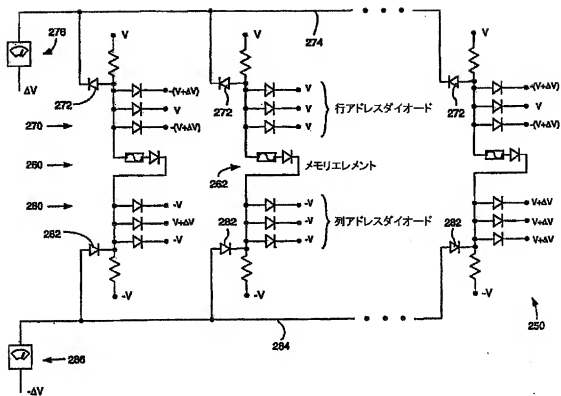 276
ΔV
V
V
V
274
272
272
272
-(V+ΔV)
V
-(V+ΔV)
V
V
V
行アドレスダイオード
-(V+ΔV)
V
-(V+ΔV)
270
260
262
メモリエレメント
280
-V
V+ΔV
-V
-V
-V
-V
列アドレスダイオード
V+ΔV
V+ΔV
V+ΔV
282
282
282
-V
-V
-V
250
284
286
-ΔV